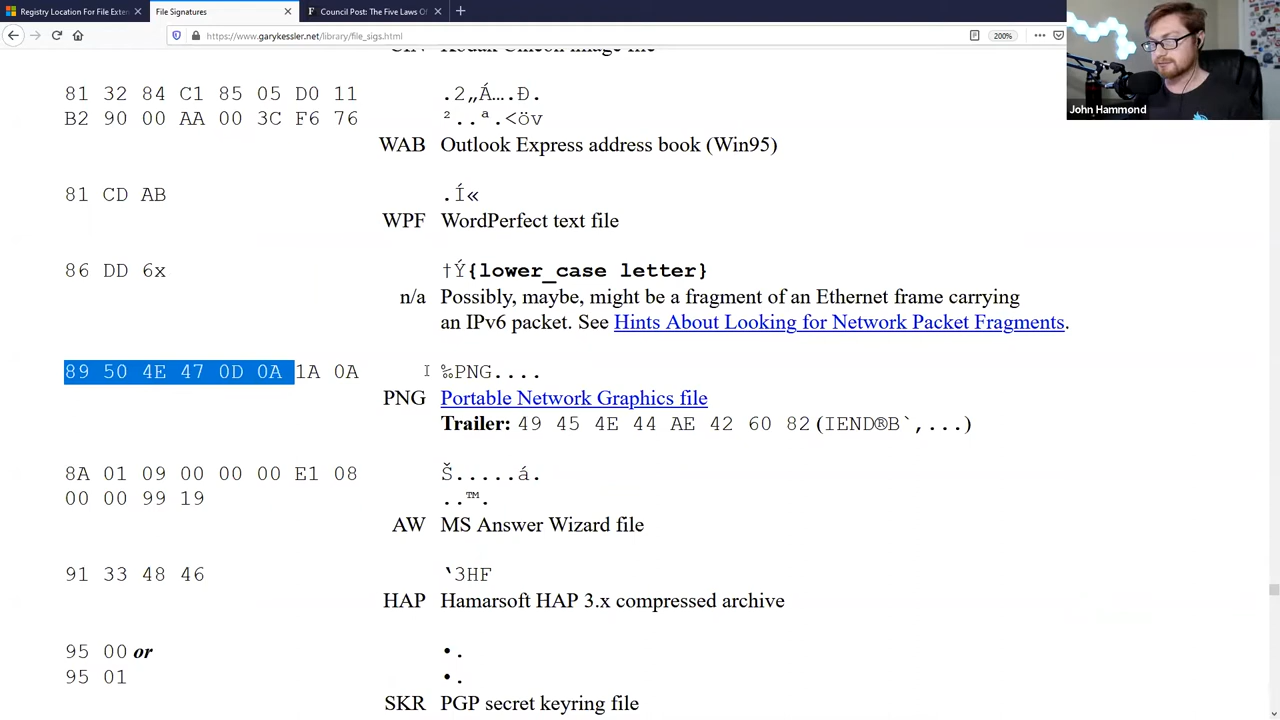 Registry Location For File Exten
File Signatures
Council Post: The Five Laws Of
https://www.garykessler.net/library/file_sigs.html
200%
John Hammond
81 32 84 C1 85 05 D0 11 .2„Á….Ð.
B2 90 00 AA 00 3C F6 76 ²..ª.<öv
WAB Outlook Express address book (Win95)
81 CD AB .Í«
WPF WordPerfect text file
86 DD 6x †Ý{lower_case letter}
n/a Possibly, maybe, might be a fragment of an Ethernet frame carrying
an IPv6 packet. See Hints About Looking for Network Packet Fragments.
89 50 4E 47 0D 0A 1A 0A ‰PNG....
PNG Portable Network Graphics file
Trailer: 49 45 4E 44 AE 42 60 82 (IEND®B`‚...)
8A 01 09 00 00 00 E1 08 Š.....á.
00 00 99 19 ..™.
AW MS Answer Wizard file
91 33 48 46 ‘3HF
HAP Hamarsoft HAP 3.x compressed archive
95 00 or •.
95 01 •.
SKR PGP secret keyring file